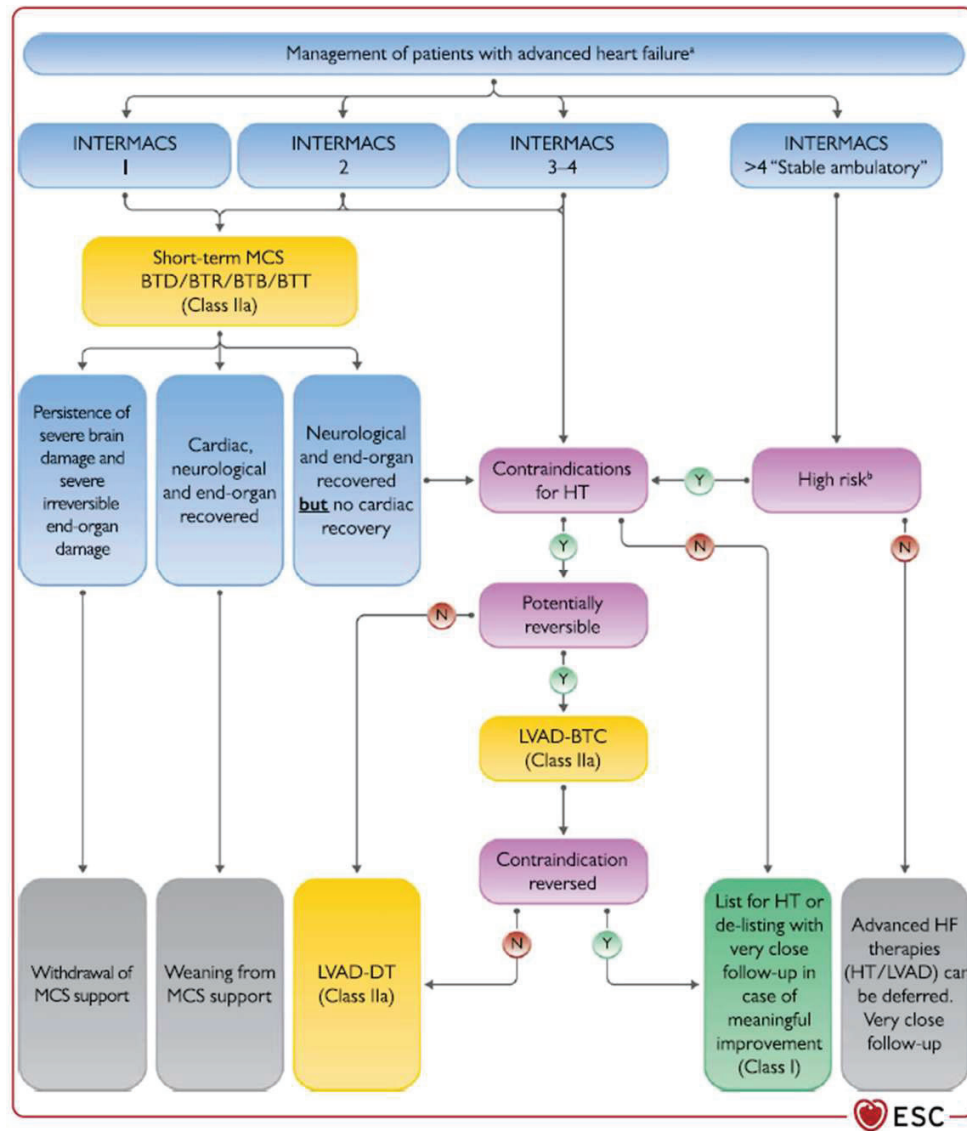 Management of patients with advanced heart failureᵃ
INTERMACS
1
INTERMACS
2
INTERMACS
3–4
INTERMACS
>4 “Stable ambulatory”
Short-term MCS
BTD/BTR/BTB/BTT
(Class IIa)
Persistence of
severe brain
damage and
severe
irreversible
end-organ
damage
Cardiac,
neurological
and end-organ
recovered
Neurological
and end-organ
recovered
but no cardiac
recovery
Contraindications
for HT
Y
High riskᵇ
Y
N
N
N
Potentially
reversible
Y
LVAD-BTC
(Class IIa)
Contraindication
reversed
N
Y
Withdrawal of
MCS support
Weaning from
MCS support
LVAD-DT
(Class IIa)
List for HT or
de-listing with
very close
follow-up in
case of
meaningful
improvement
(Class I)
Advanced HF
therapies
(HT/LVAD) can
be deferred.
Very close
follow-up
ESC